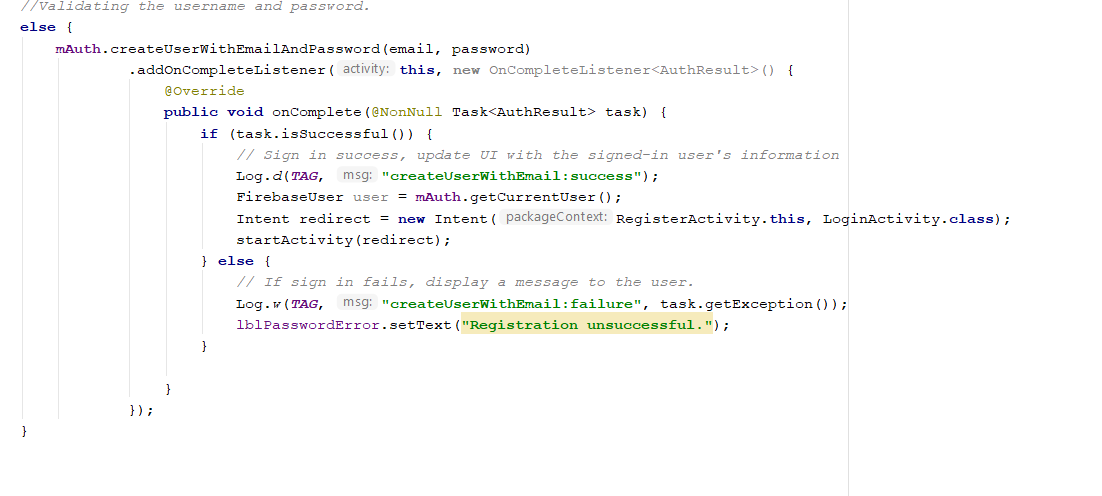 //Validating the username and password.
else {
mAuth.createUserWithEmailAndPassword(email, password)
.addOnCompleteListener( activity: this, new OnCompleteListener<AuthResult>() {
@Override
public void onComplete(@NonNull Task<AuthResult> task) {
if (task.isSuccessful()) {
// Sign in success, update UI with the signed-in user's information
Log.d(TAG, msg: "createUserWithEmail:success");
FirebaseUser user = mAuth.getCurrentUser();
Intent redirect = new Intent( packageContext: RegisterActivity.this, LoginActivity.class);
startActivity(redirect);
} else {
// If sign in fails, display a message to the user.
Log.w(TAG, msg: "createUserWithEmail:failure", task.getException());
lblPasswordError.setText("Registration unsuccessful.");
}
}
});
}